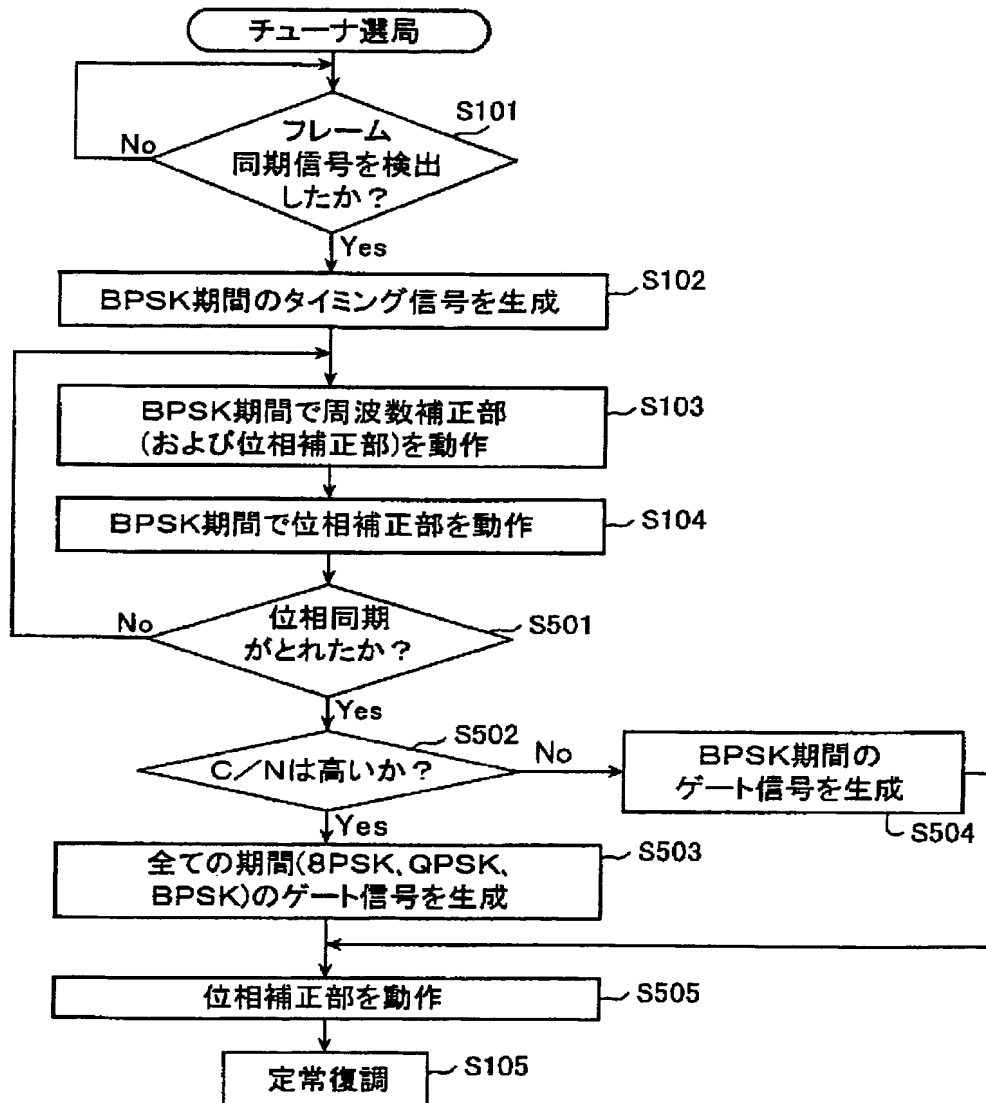 チューナ選局
S101
No
フレーム
同期信号を検出
したか？
Yes
BPSK期間のタイミング信号を生成
S102
BPSK期間で周波数補正部
(および位相補正部)を動作
S103
BPSK期間で位相補正部を動作
S104
No
位相同期
がとれたか？
S501
Yes
S502
C／Nは高いか？
No
BPSK期間の
ゲート信号を生成
S504
Yes
全ての期間(8PSK、QPSK、
BPSK)のゲート信号を生成
S503
位相補正部を動作
S505
定常復調
S105